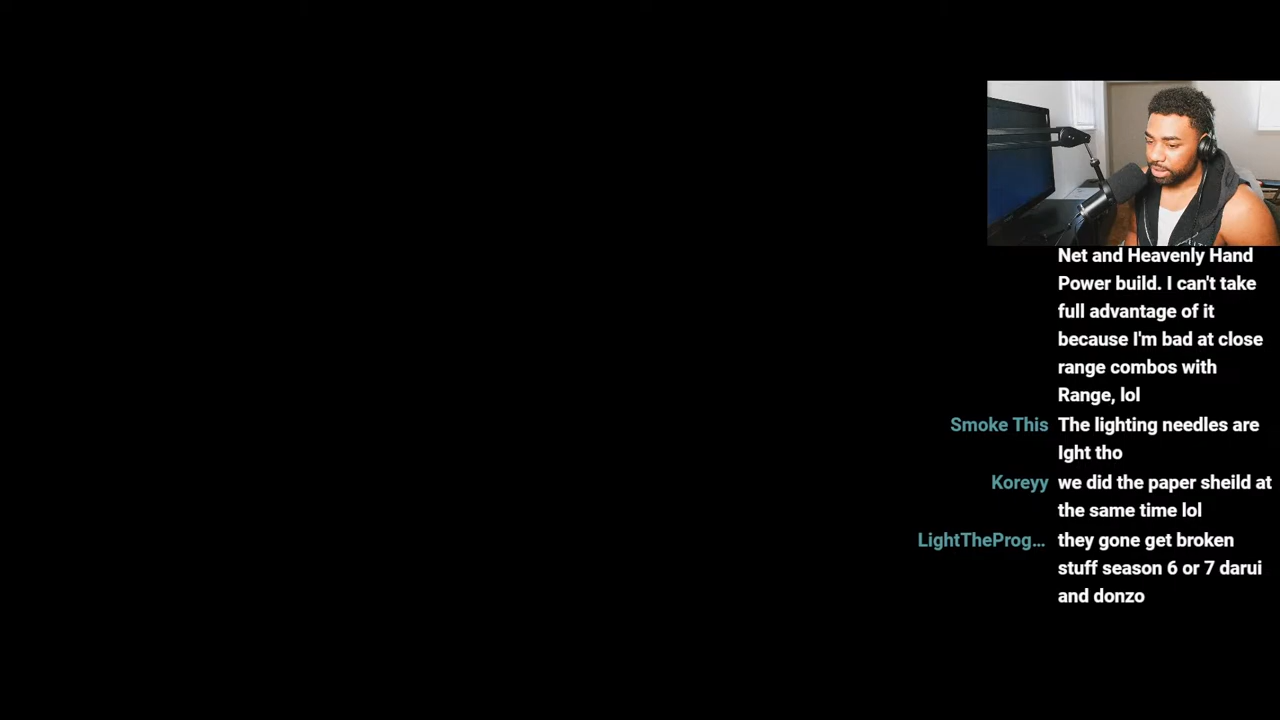 Net and Heavenly Hand
Power build. I can't take
full advantage of it
because I'm bad at close
range combos with
Range, lol
Smoke This The lighting needles are
Ight tho
Koreyy we did the paper sheild at
the same time lol
LightTheProg... they gone get broken
stuff season 6 or 7 darui
and donzo